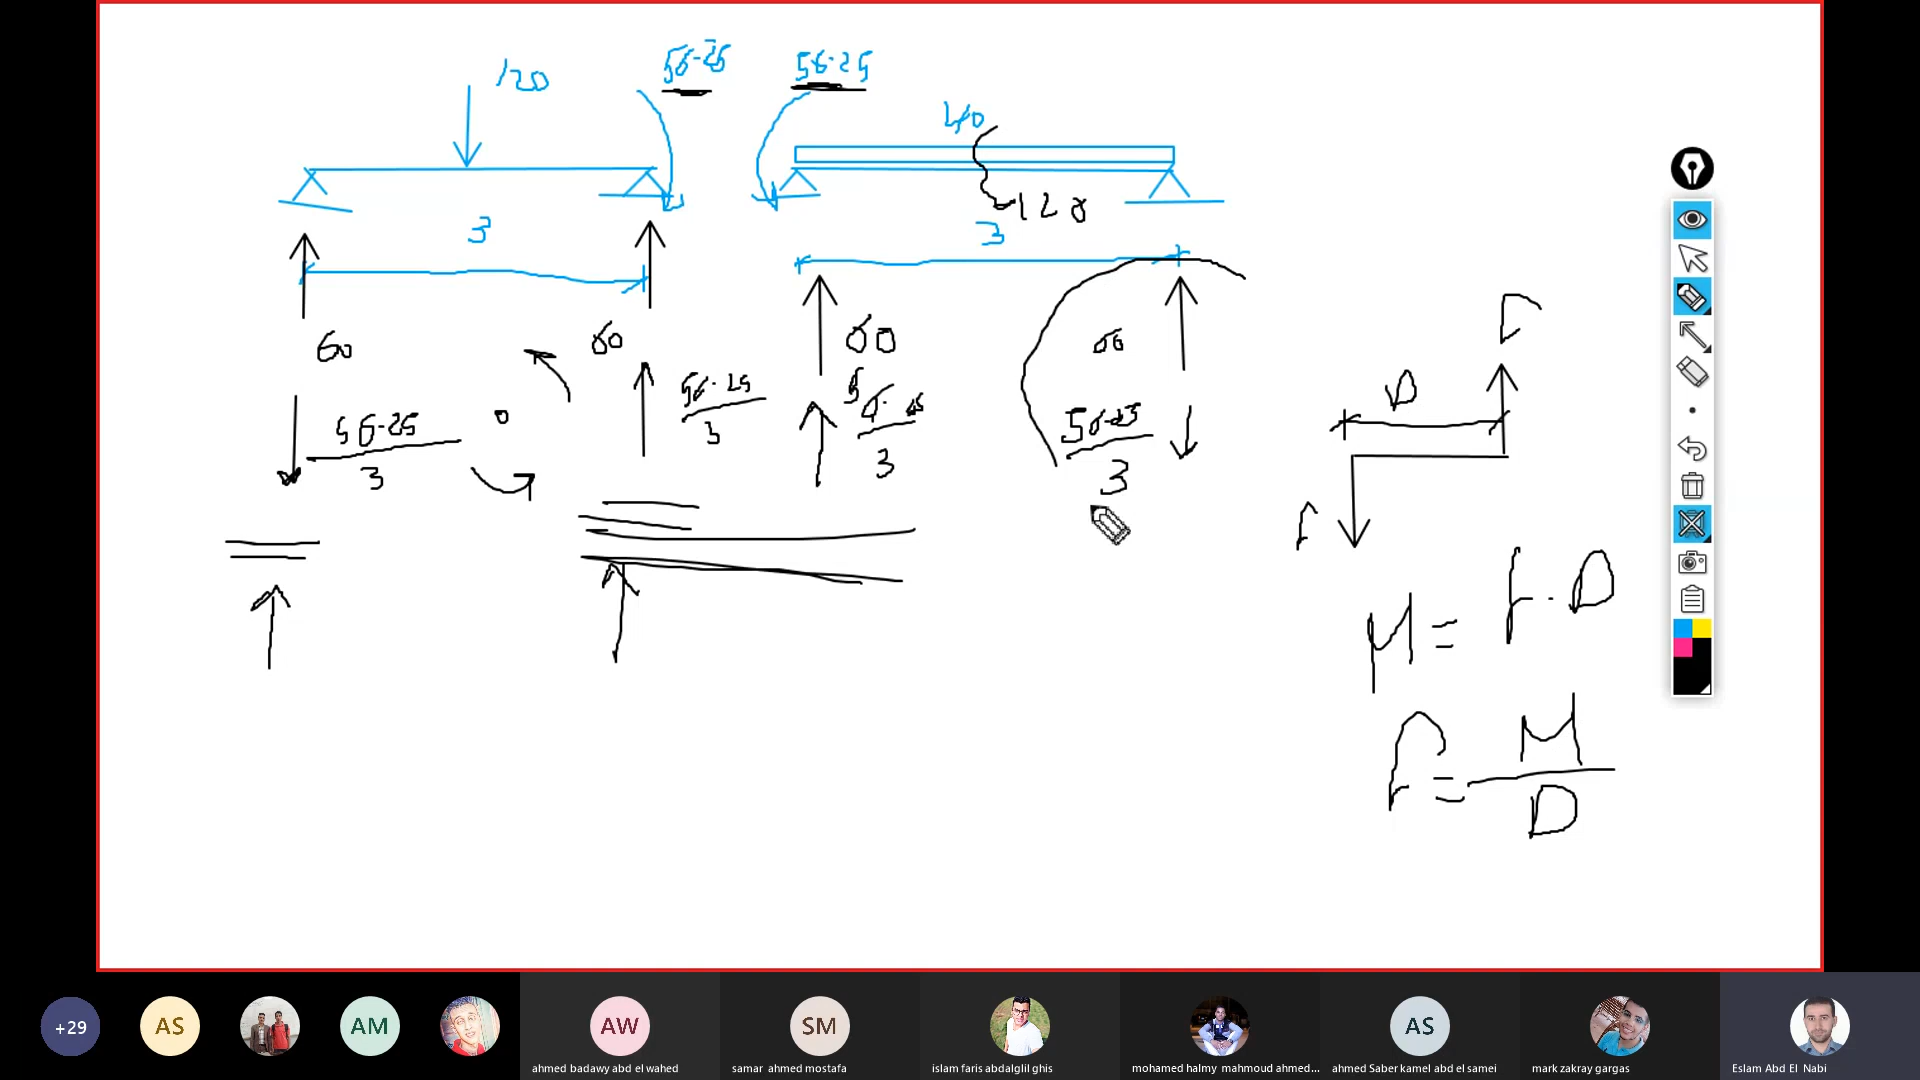 120
56.25
56.25
40
120
3
3
60
60
60
60
56.25
3
56.25
3
56.25
3
56.25
3
D
F
F
M = F . D
F = M
D
+29
AS
AM
AW
SM
AS
ahmed badawy abd el wahed
samar ahmed mostafa
islam faris abdalglil ghis
mohamed halmy mahmoud ahmed...
ahmed Saber kamel abd el samei
mark zakray gargas
Eslam Abd El Nabi